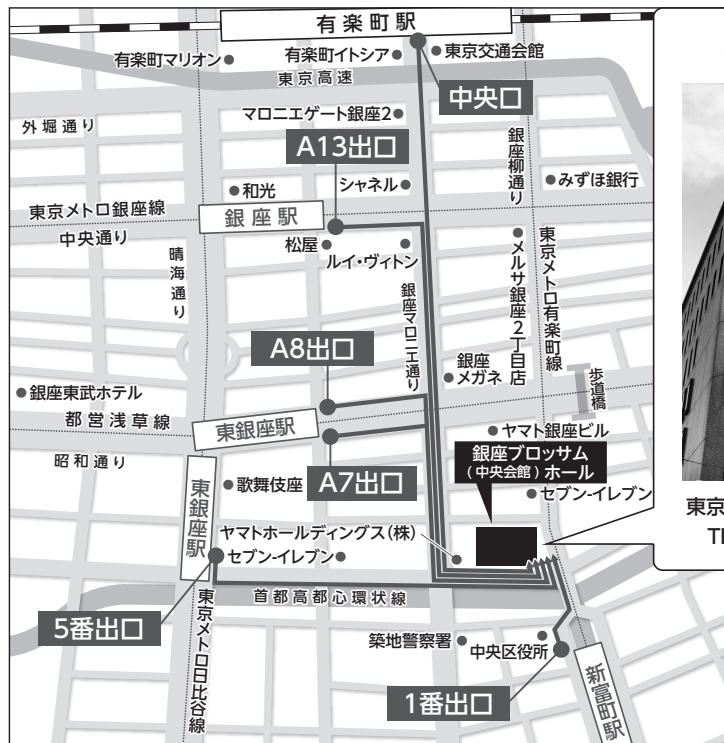 有楽町駅
有楽町マリオン
有楽町イトシア
東京交通会館
東京高速
中央口
マロニエゲート銀座2
外堀通り
A13出口
銀座柳通り
和光
シャネル
みずほ銀行
東京メトロ銀座線
銀座駅
中央通り
松屋
ルイ・ヴィトン
晴海通り
銀座マロニエ通り
メルサ銀座2丁目店
東京メトロ有楽町線
A8出口
銀座
メガネ
歩道橋
銀座東武ホテル
都営浅草線
東銀座駅
ヤマト銀座ビル
昭和通り
銀座ブロッサム
(中央会館)ホール
歌舞伎座
A7出口
セブン-イレブン
東銀座駅
ヤマトホールディングス(株)
セブン-イレブン
首都高都心環状線
5番出口
東京メトロ日比谷線
築地警察署
中央区役所
1番出口
新富町駅
東京